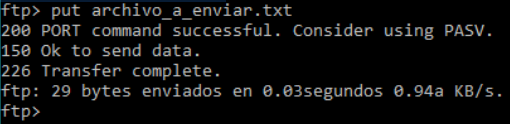 ftp> put archivo_a_enviar.txt
200 PORT command successful. Consider using PASV.
150 Ok to send data.
226 Transfer complete.
ftp: 29 bytes enviados en 0.03segundos 0.94a KB/s.
ftp>